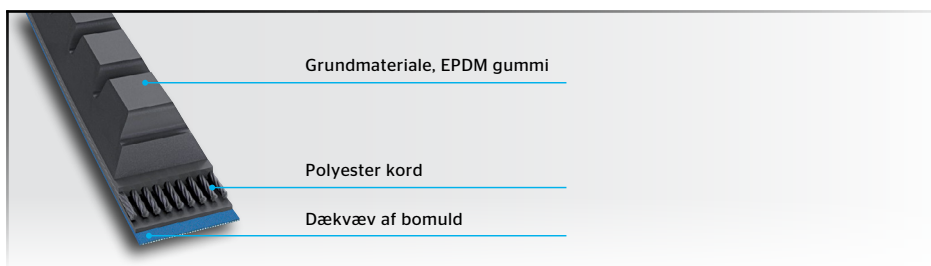 Grundmateriale, EPDM gummi
Polyester kord
Dækvæv af bomuld